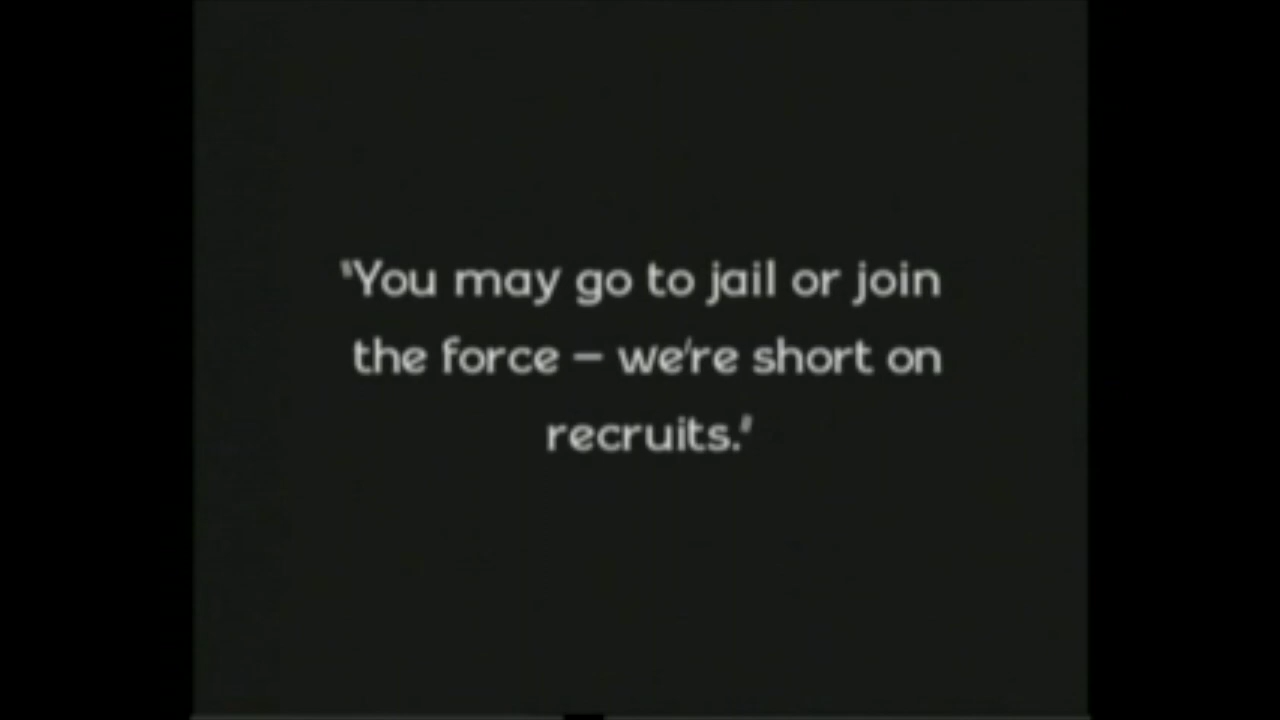 "You may go to jail or join
the force – we're short on
recruits."